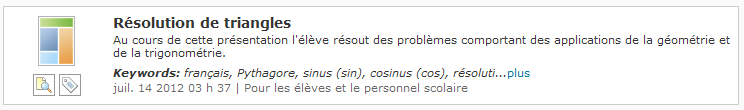 Résolution de triangles
Au cours de cette présentation l'élève résout des problèmes comportant des applications de la géométrie et
de la trigonométrie.
Keywords: français, Pythagore, sinus (sin), cosinus (cos), résoluti...plus
juil. 14 2012 03 h 37 | Pour les élèves et le personnel scolaire